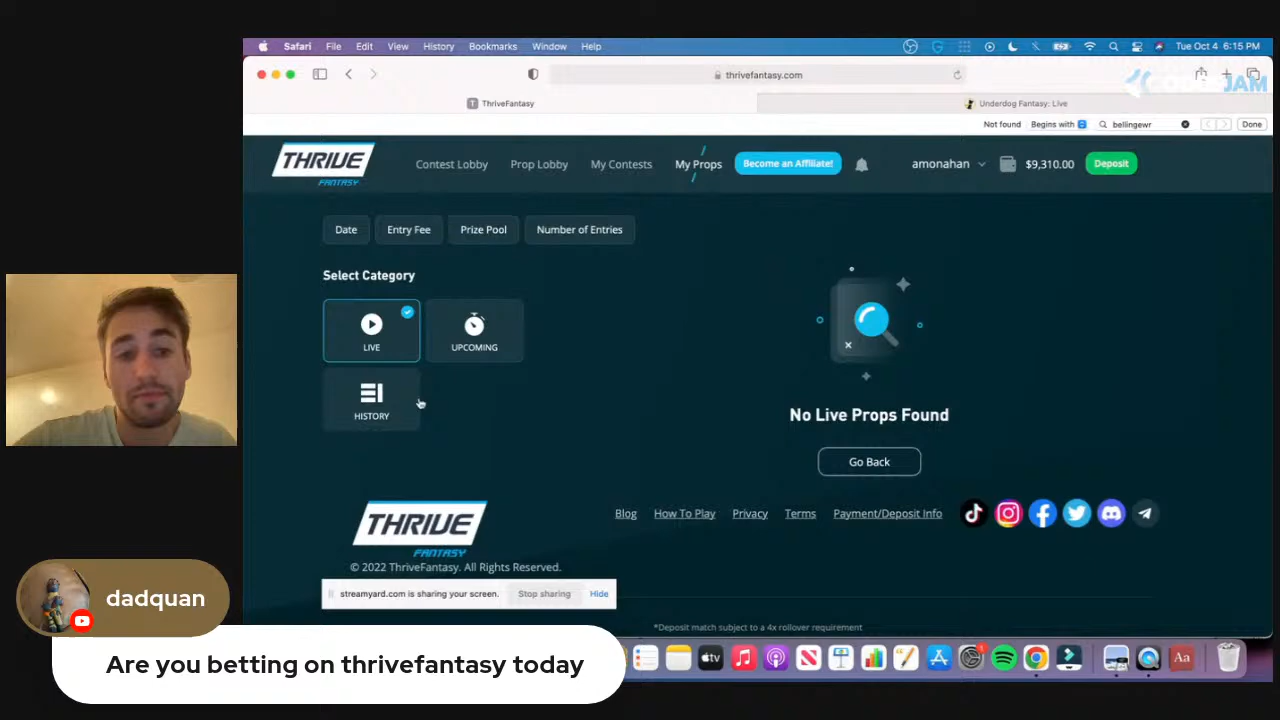 Safari File Edit View History Bookmarks Window Help Tue Oct 4 6:15 PM
thrivefantasy.com
T ThriveFantasy Underdog Fantasy: Live
Not found Begins with bellingewr Done
THRIVE
FANTASY
Contest Lobby Prop Lobby My Contests My Props Become an Affiliate! amonahan $9,310.00 Deposit
Date Entry Fee Prize Pool Number of Entries
Select Category
LIVE UPCOMING
HISTORY
No Live Props Found
Go Back
THRIVE
FANTASY
Blog How To Play Privacy Terms Payment/Deposit Info
© 2022 ThriveFantasy. All Rights Reserved.
streamyard.com is sharing your screen. Stop sharing Hide
*Deposit match subject to a 4x rollover requirement
tv
Aa
dadquan
Are you betting on thrivefantasy today